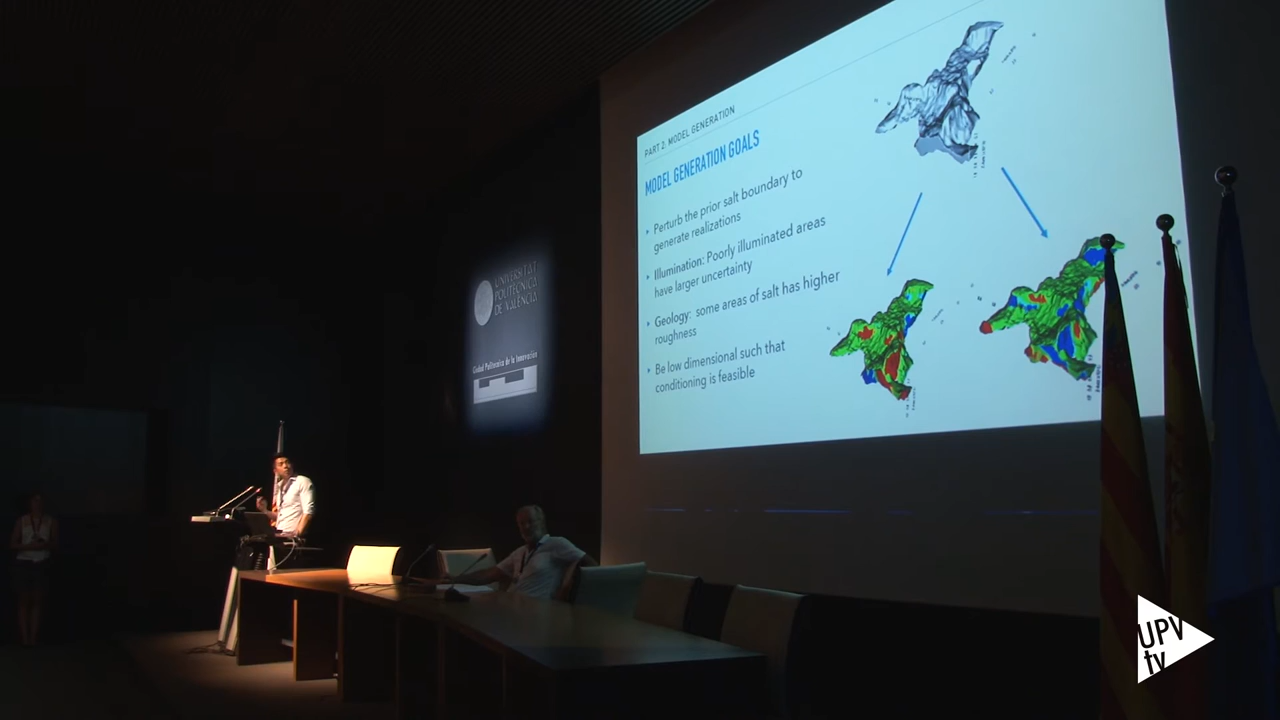 PART 2: MODEL GENERATION
MODEL GENERATION GOALS
Perturb the prior salt boundary to
generate realizations
Illumination: Poorly illuminated areas
have larger uncertainty
Geology: some areas of salt has higher
roughness
Be low dimensional such that
conditioning is feasible
UNIVERSITAT
POLITÈCNICA
DE VALÈNCIA
Ciudad Politécnica de la Innovación
UPV
tv